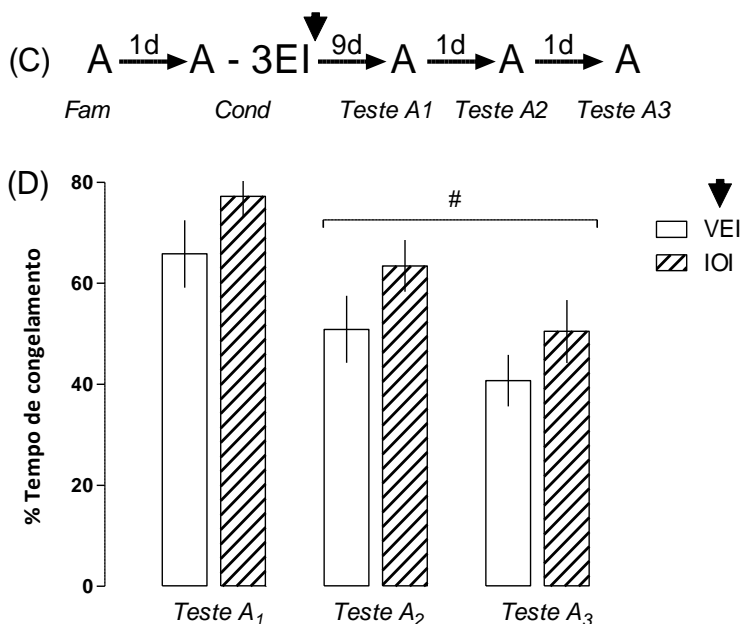 (C) A 1d A - 3EI 9d A 1d A 1d A
Fam Cond Teste A1 Teste A2 Teste A3
(D)
% Tempo de congelamento
80
60
40
20
0
#
VEI
IOI
Teste A1 Teste A2 Teste A3